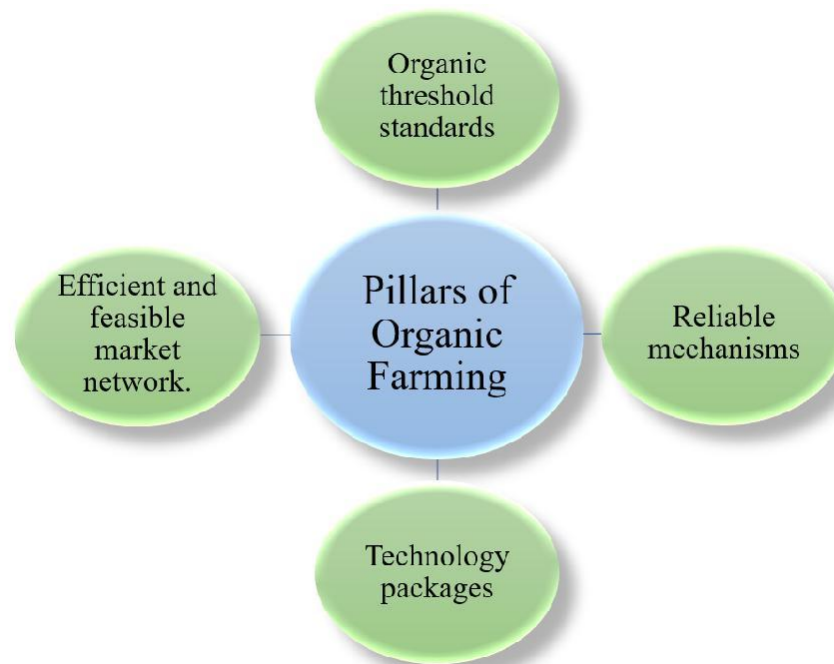 Organic
threshold
standards
Efficient and
feasible
market
network.
Pillars of
Organic
Farming
Reliable
mechanisms
Technology
packages